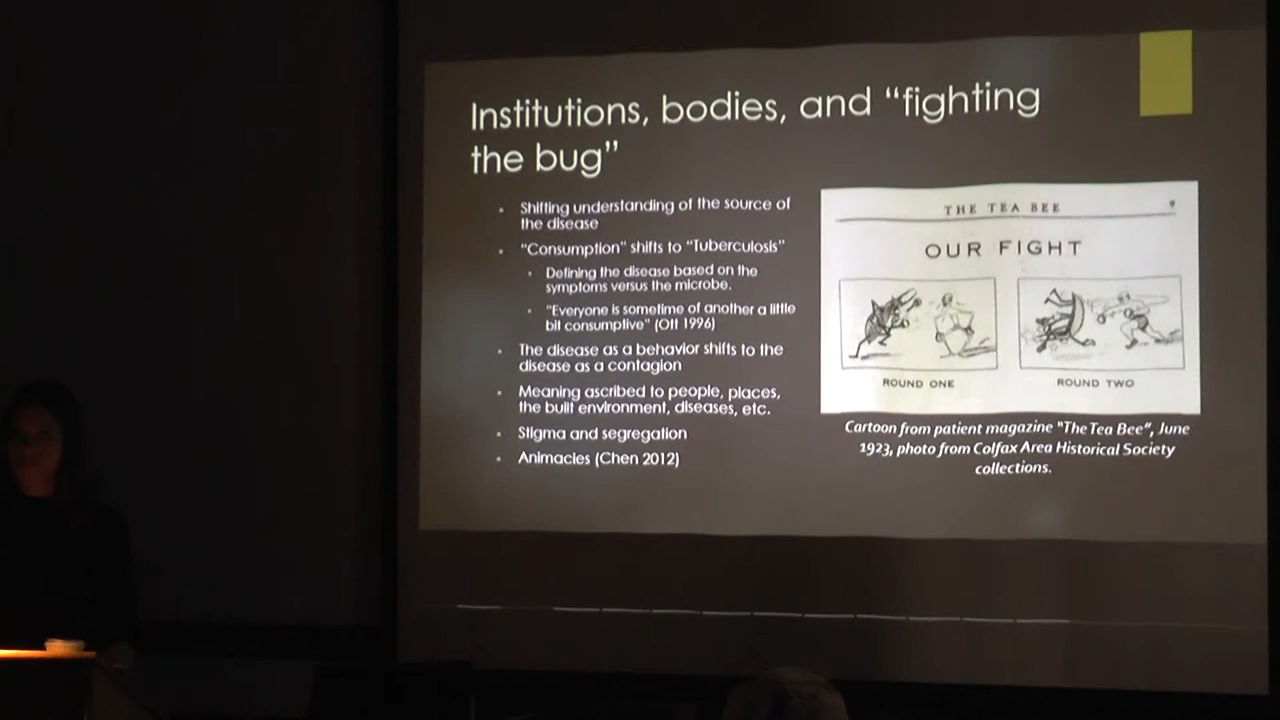 Institutions, bodies, and “fighting
the bug”
Shifting understanding of the source of
the disease
“Consumption” shifts to “Tuberculosis”
Defining the disease based on the
symptoms versus the microbe.
“Everyone is sometime of another a little
bit consumptive” (Ott 1996)
The disease as a behavior shifts to the
disease as a contagion
Meaning ascribed to people, places,
the built environment, diseases, etc.
Stigma and segregation
Animacies (Chen 2012)
THE TEA BEE 9
OUR FIGHT
ROUND ONE
ROUND TWO
Cartoon from patient magazine "The Tea Bee", June
1923, photo from Colfax Area Historical Society
collections.